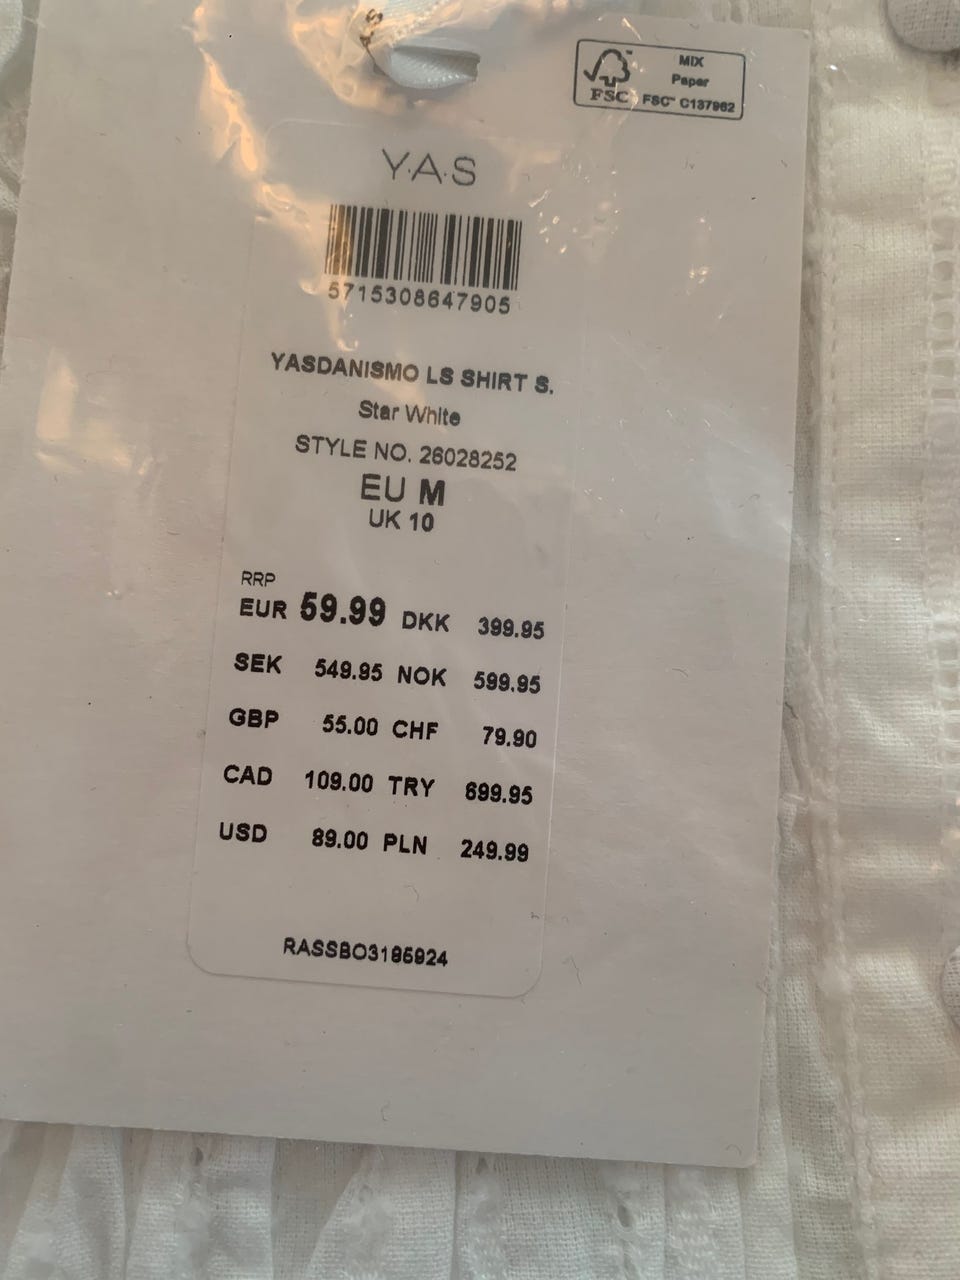 MIX
Paper
FSC FSC™ C137962
Y.A.S
5715308647905
YASDANISMO LS SHIRT S.
Star White
STYLE NO. 26028252
EU M
UK 10
RRP
EUR 59.99 DKK 399.95
SEK 549.95 NOK 599.95
GBP 55.00 CHF 79.90
CAD 109.00 TRY 699.95
USD 89.00 PLN 249.99
RASSBO3185924